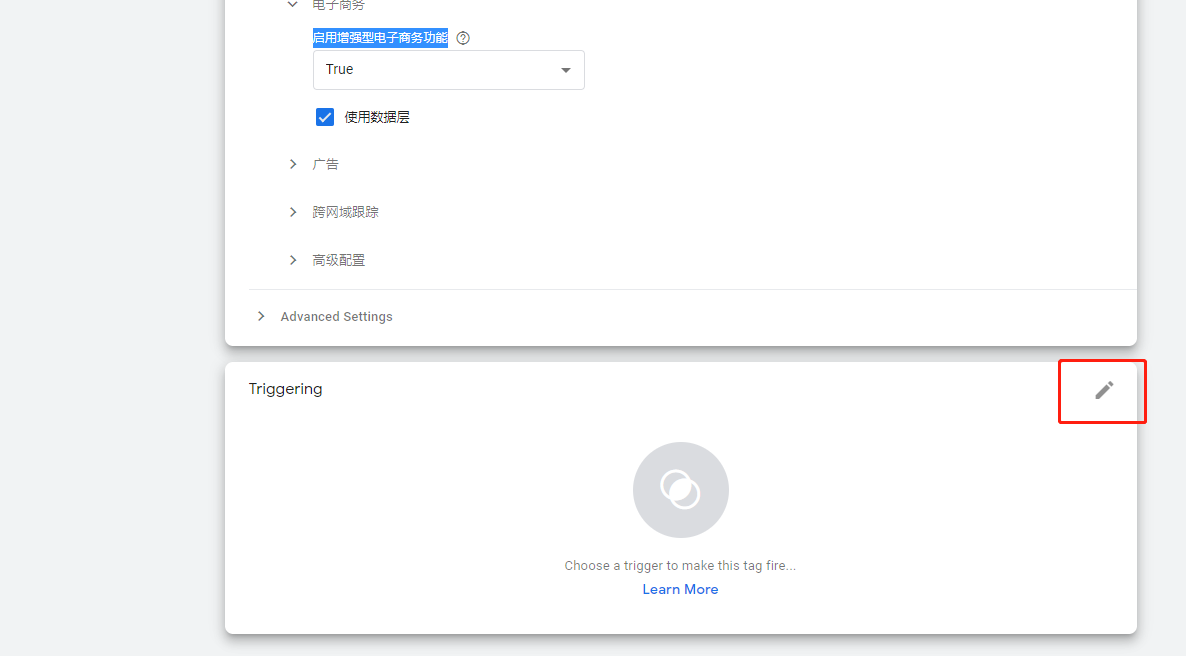 电子商务
启用增强型电子商务功能
True
使用数据层
广告
跨网域跟踪
高级配置
Advanced Settings
Triggering
Choose a trigger to make this tag fire...
Learn More